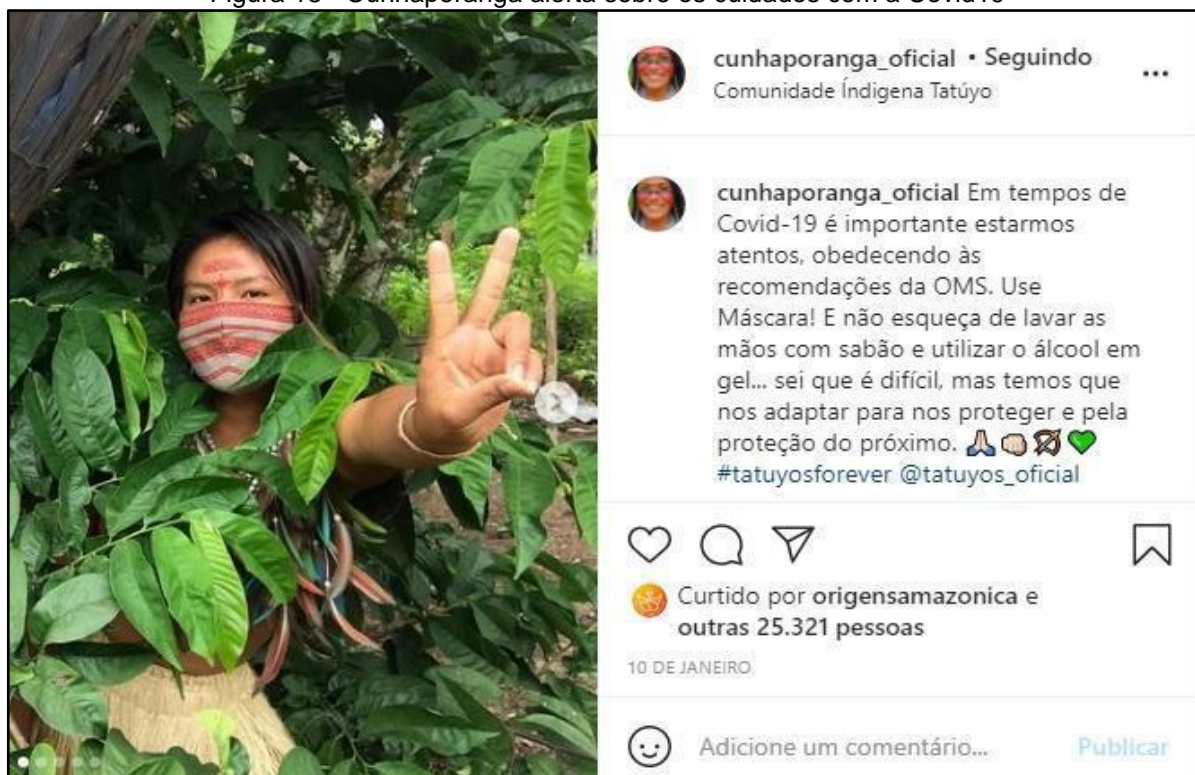 cunhaporanga_oficial • Seguindo
Comunidade Índigena Tatúyo
cunhaporanga_oficial Em tempos de
Covid-19 é importante estarmos
atentos, obedecendo às
recomendações da OMS. Use
Máscara! E não esqueça de lavar as
mãos com sabão e utilizar o álcool em
gel... sei que é difícil, mas temos que
nos adaptar para nos proteger e pela
proteção do próximo. 🙏🏻👊🏻🏹💚
#tatuyosforever @tatuyos_oficial
Curtido por origensamazonica e
outras 25.321 pessoas
10 DE JANEIRO
Adicione um comentário... Publicar